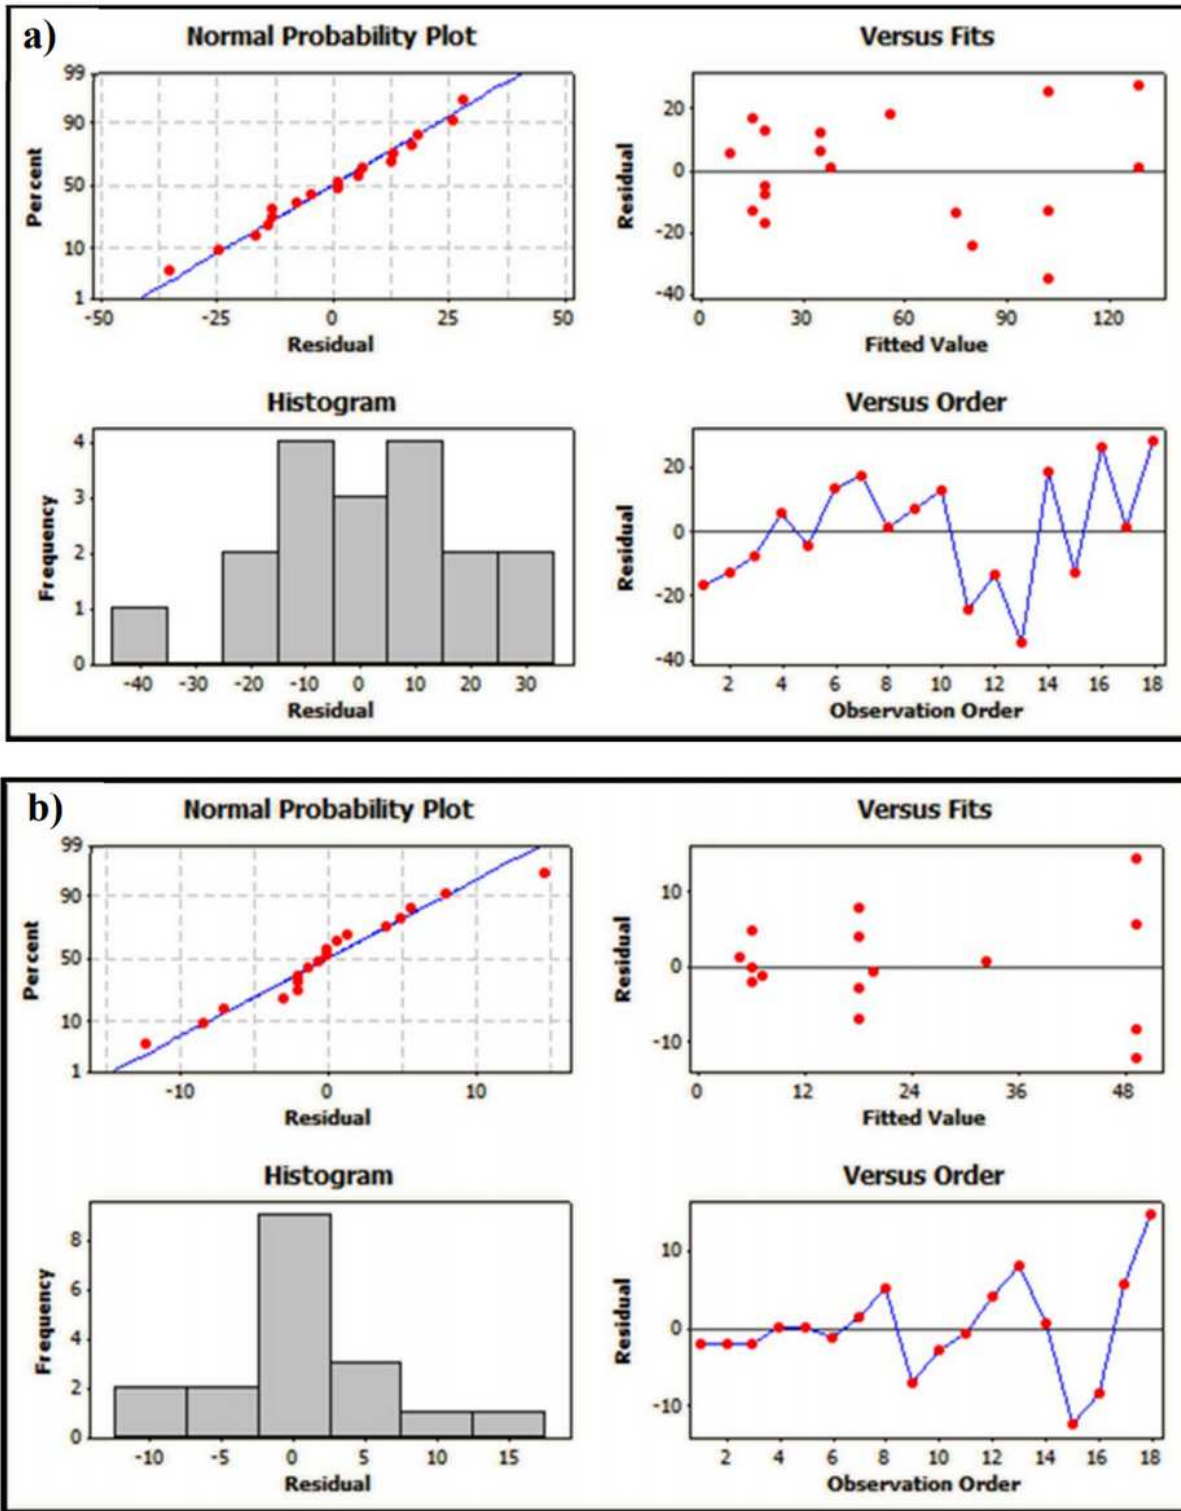 a)
Normal Probability Plot
Versus Fits
99
90
50
10
1
Percent
-50 -25 0 25 50
Residual
20
0
-20
-40
Residual
0 30 60 90 120
Fitted Value
Histogram
Versus Order
4
3
2
1
0
Frequency
-40 -30 -20 -10 0 10 20 30
Residual
20
0
-20
-40
Residual
2 4 6 8 10 12 14 16 18
Observation Order
b)
Normal Probability Plot
Versus Fits
99
90
50
10
1
Percent
-10 0 10
Residual
10
0
-10
Residual
0 12 24 36 48
Fitted Value
Histogram
Versus Order
8
6
4
2
0
Frequency
-10 -5 0 5 10 15
Residual
10
0
-10
Residual
2 4 6 8 10 12 14 16 18
Observation Order